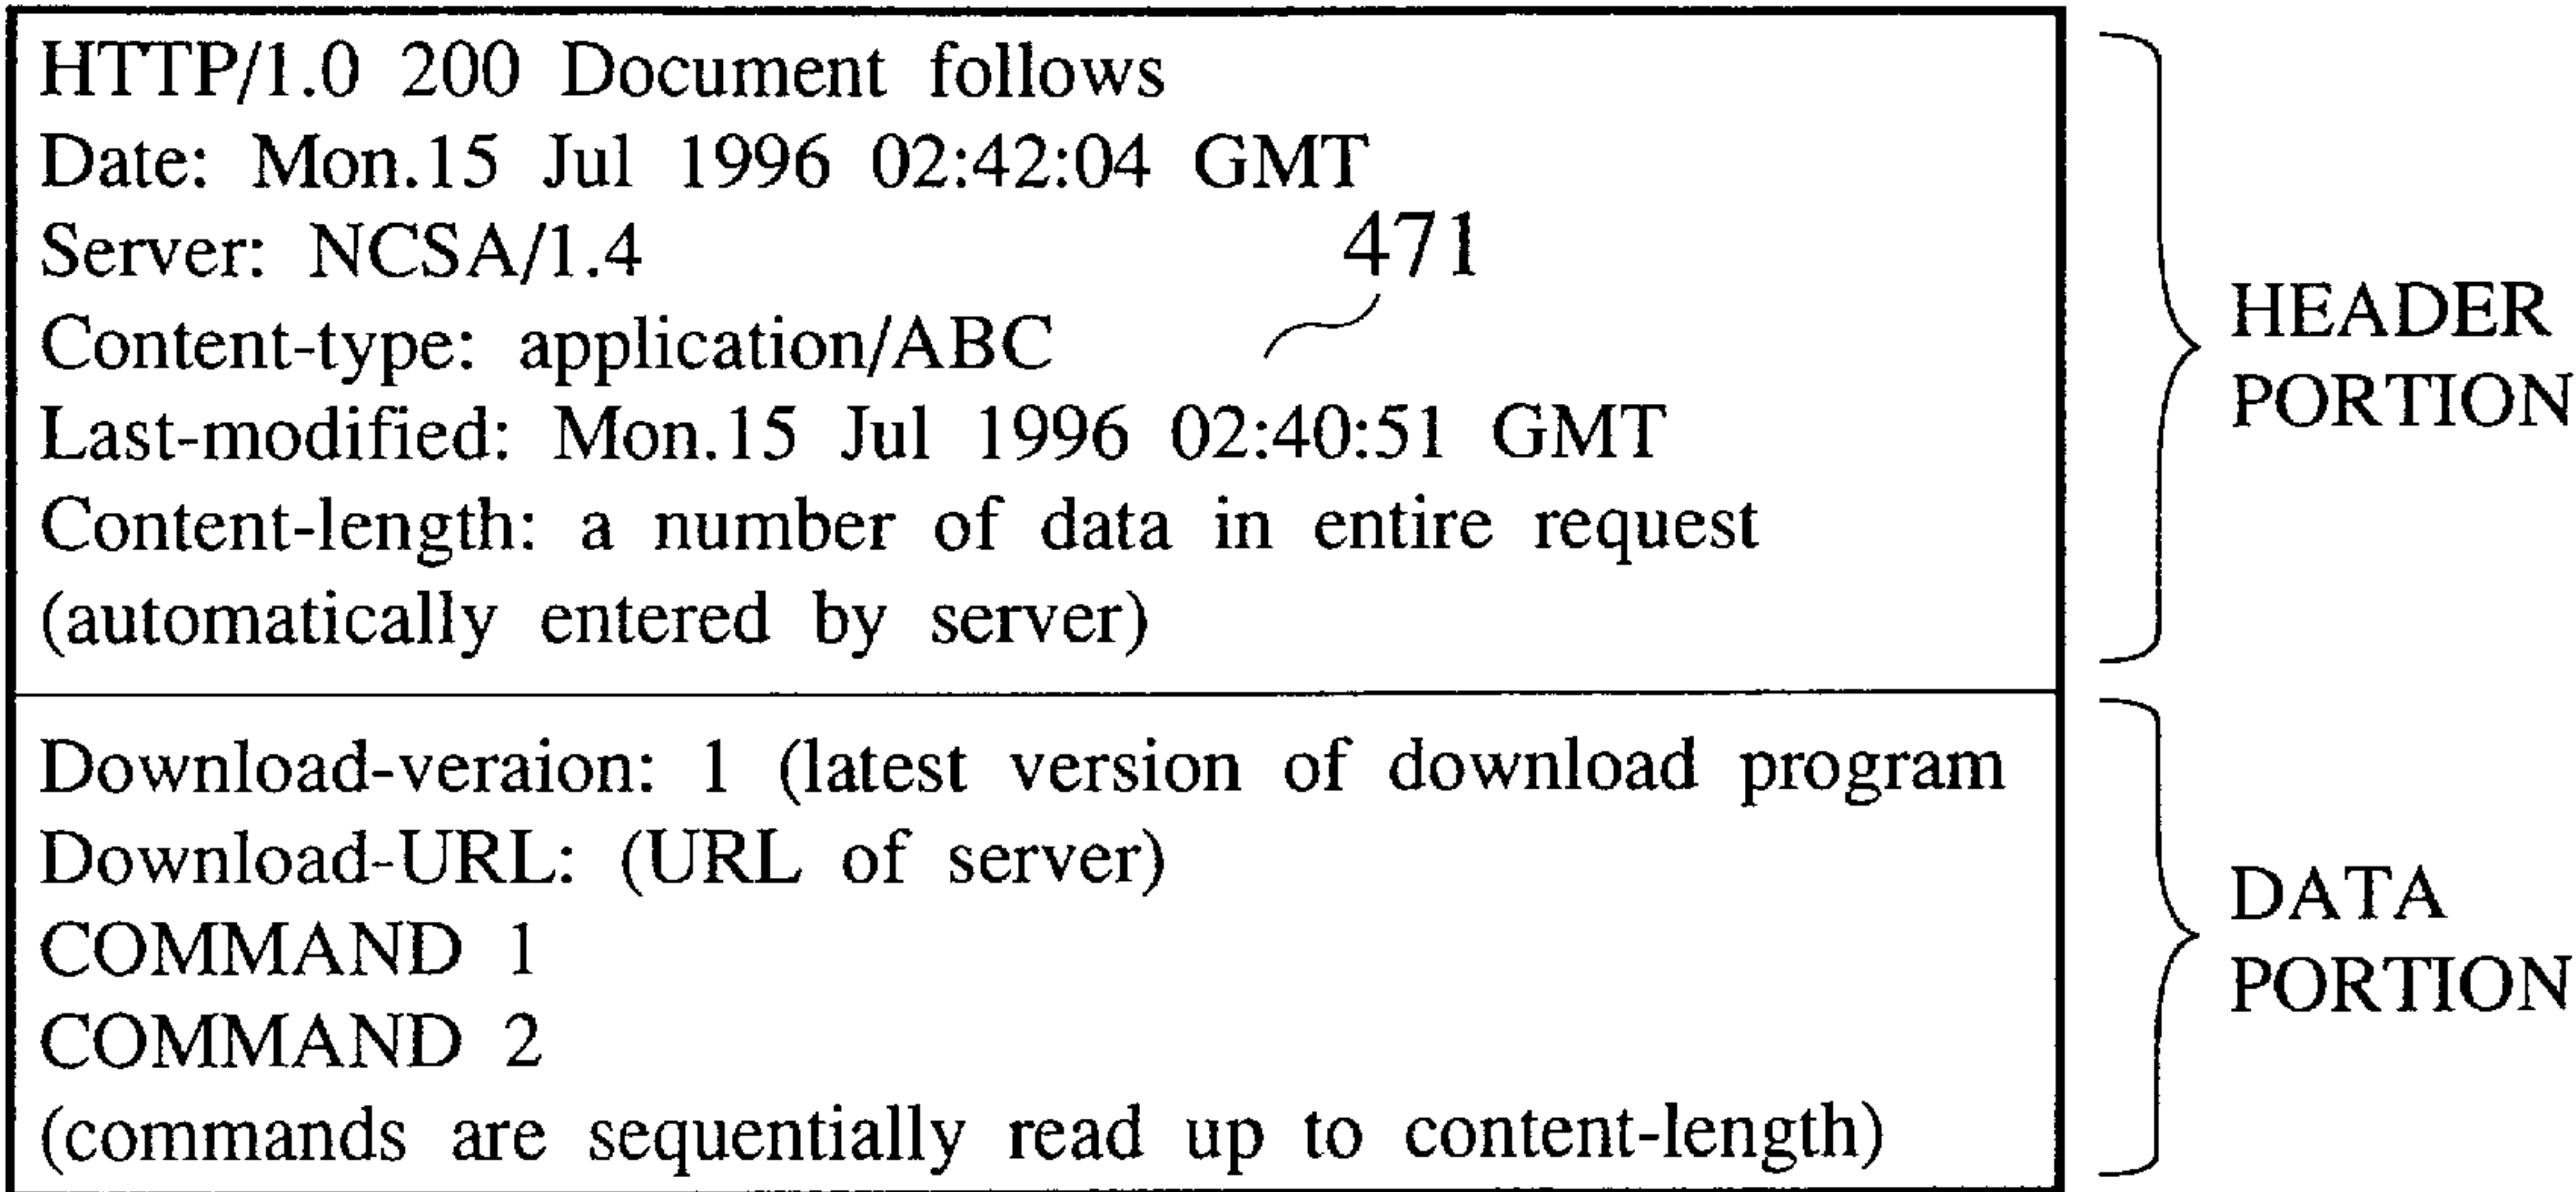 HTTP/1.0 200 Document follows
Date: Mon.15 Jul 1996 02:42:04 GMT
Server: NCSA/1.4
471
Content-type: application/ABC
Last-modified: Mon.15 Jul 1996 02:40:51 GMT
Content-length: a number of data in entire request
(automatically entered by server)
HEADER
PORTION
Download-veraion: 1 (latest version of download program
Download-URL: (URL of server)
COMMAND 1
COMMAND 2
(commands are sequentially read up to content-length)
DATA
PORTION